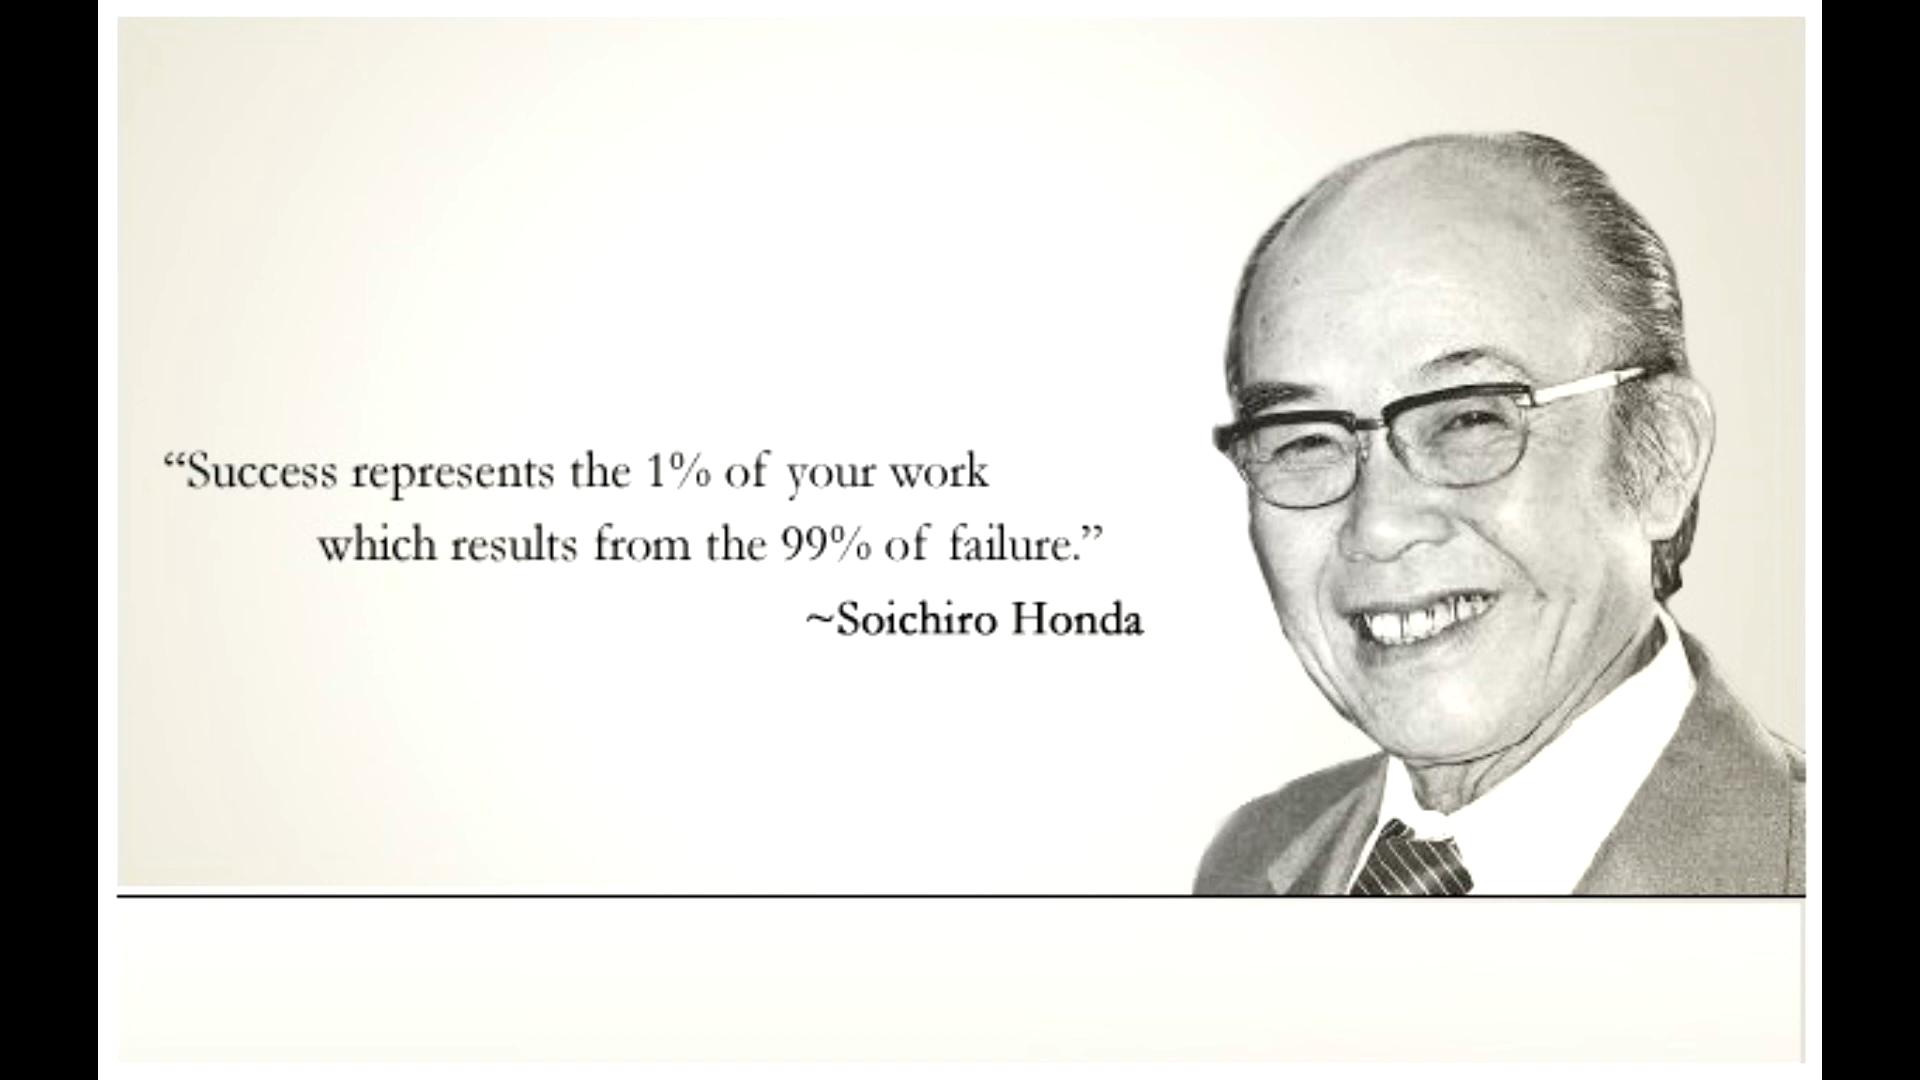 “Success represents the 1% of your work
which results from the 99% of failure.”
~Soichiro Honda